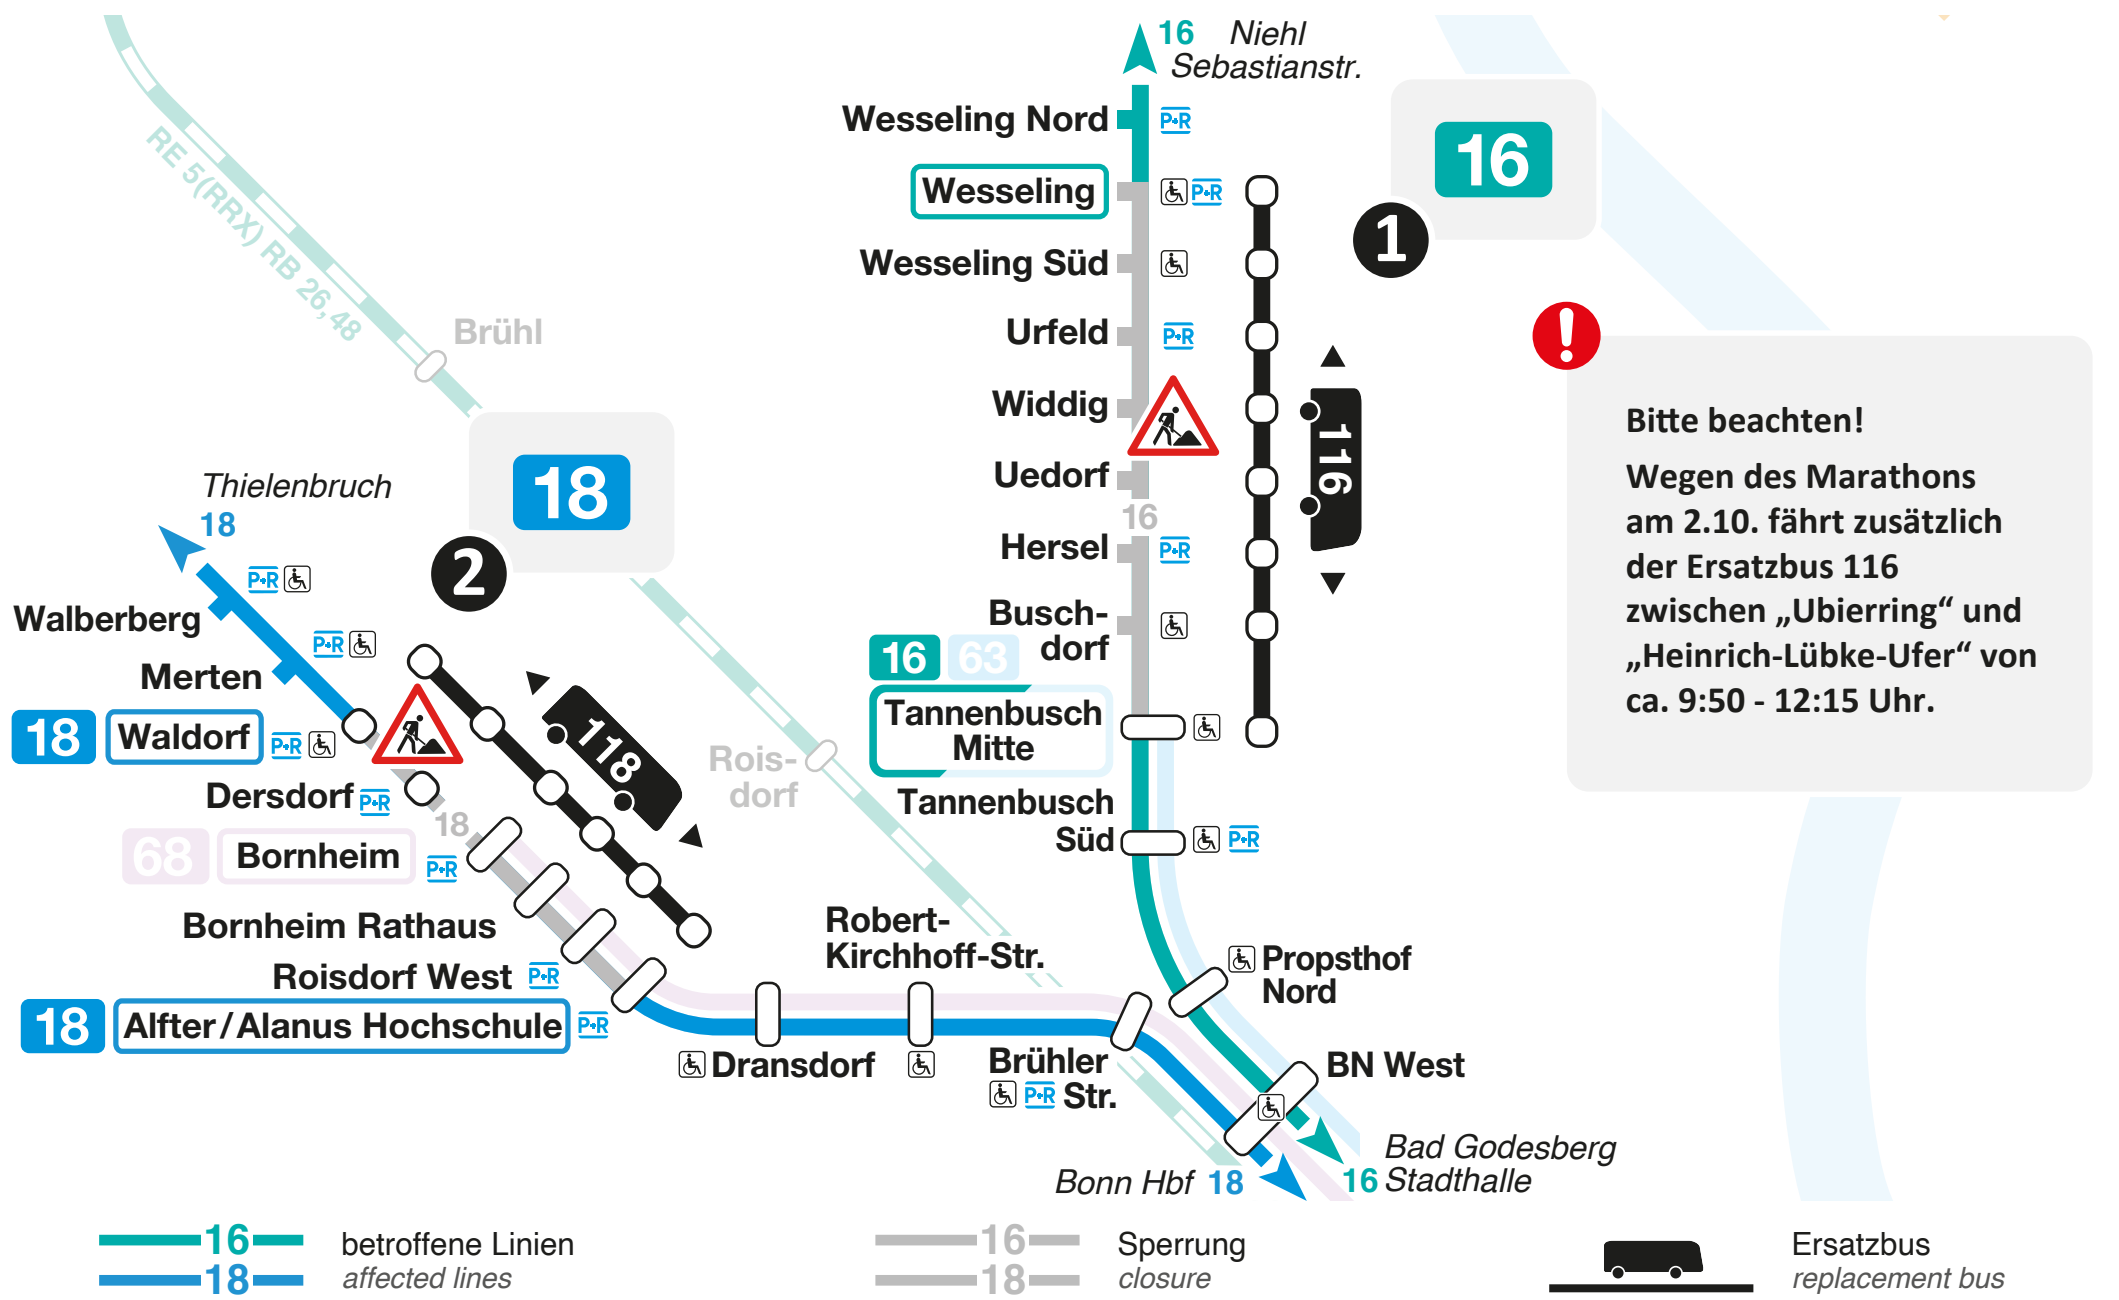 16 Niehl
Sebastianstr.
Wesseling Nord P+R
16
Wesseling P+R
1
Wesseling Süd
Urfeld P+R
Widdig
116
Uedorf
16
Hersel P+R
Busch-
dorf
16 63
Tannenbusch
Mitte
Tannenbusch
Süd P+R
Propsthof
Nord
BN West
Bad Godesberg
16 Stadthalle
RE 5(RRX) RB 26,48
Brühl
Rois-
dorf
18
2
Thielenbruch
18
P+R
Walberberg
P+R
Merten
18 Waldorf P+R
118
Dersdorf P+R
18
68 Bornheim P+R
Bornheim Rathaus
Roisdorf West P+R
18 Alfter/Alanus Hochschule P+R
Dransdorf
Robert-
Kirchhoff-Str.
Brühler
P+R Str.
Bonn Hbf 18
Bitte beachten!
Wegen des Marathons
am 2.10. fährt zusätzlich
der Ersatzbus 116
zwischen „Ubierring“ und
„Heinrich-Lübke-Ufer“ von
ca. 9:50 - 12:15 Uhr.
16 betroffene Linien
18 affected lines
16 Sperrung
18 closure
Ersatzbus
replacement bus